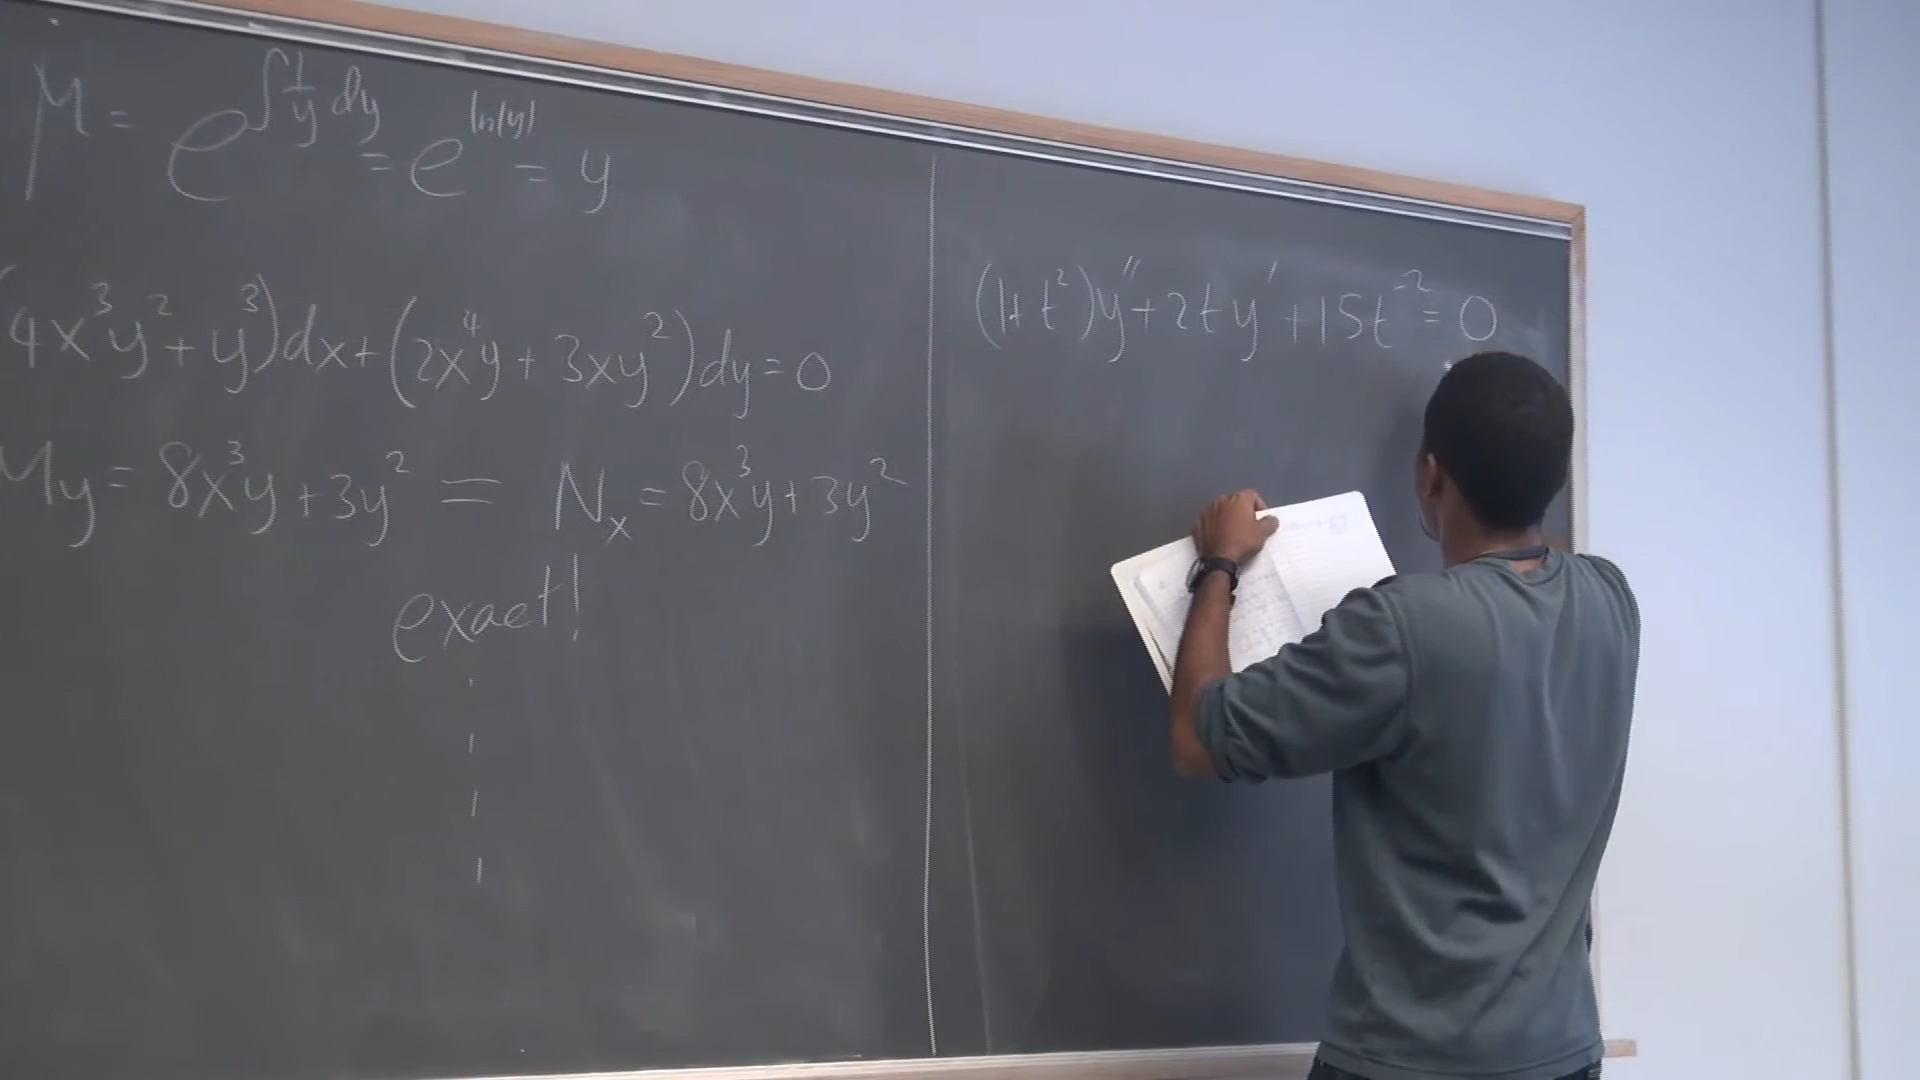 μ = e^{∫ 1/y dy} = e^{ln|y|} = y
(4x³y² + y³)dx + (2x⁴y + 3xy²)dy = 0
My = 8x³y + 3y² = Nₓ = 8x³y + 3y²
exact!
(1+t²)y'' + 2ty' + 15t⁻² = 0